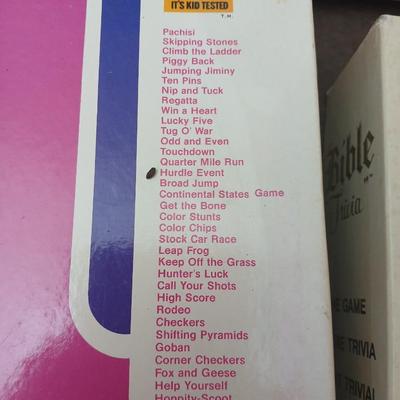 IT'S KID TESTED
T.M.
Pachisi
Skipping Stones
Climb the Ladder
Piggy Back
Jumping Jiminy
Ten Pins
Nip and Tuck
Regatta
Win a Heart
Lucky Five
Tug O' War
Odd and Even
Touchdown
Quarter Mile Run
Hurdle Event
Broad Jump
Continental States Game
Get the Bone
Color Stunts
Color Chips
Stock Car Race
Leap Frog
Keep Off the Grass
Hunter's Luck
Call Your Shots
High Score
Rodeo
Checkers
Shifting Pyramids
Goban
Corner Checkers
Fox and Geese
Help Yourself
Hoppity-Scoot
Bible
Trivia
GAME
TRIVIA
TRIVIAL